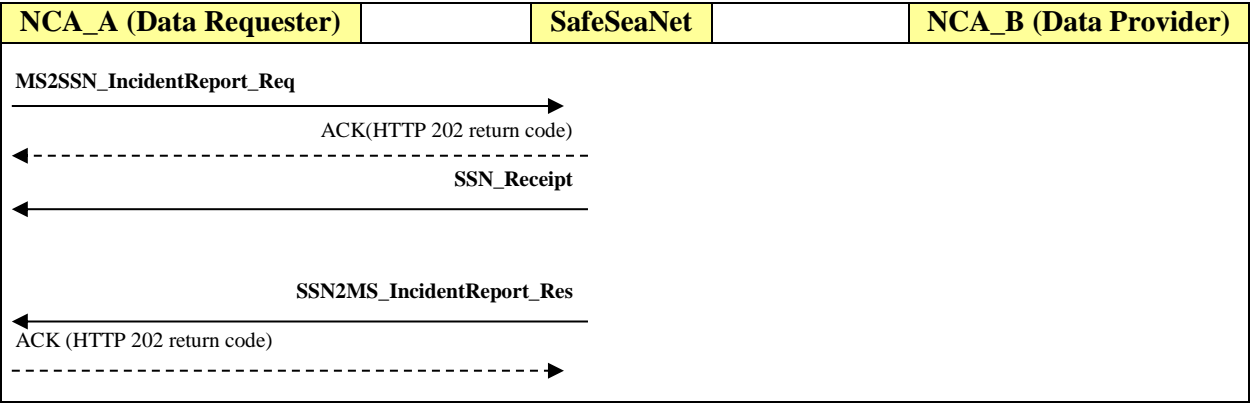 NCA_A (Data Requester) SafeSeaNet NCA_B (Data Provider)
MS2SSN_IncidentReport_Req
ACK(HTTP 202 return code)
SSN_Receipt
SSN2MS_IncidentReport_Res
ACK (HTTP 202 return code)